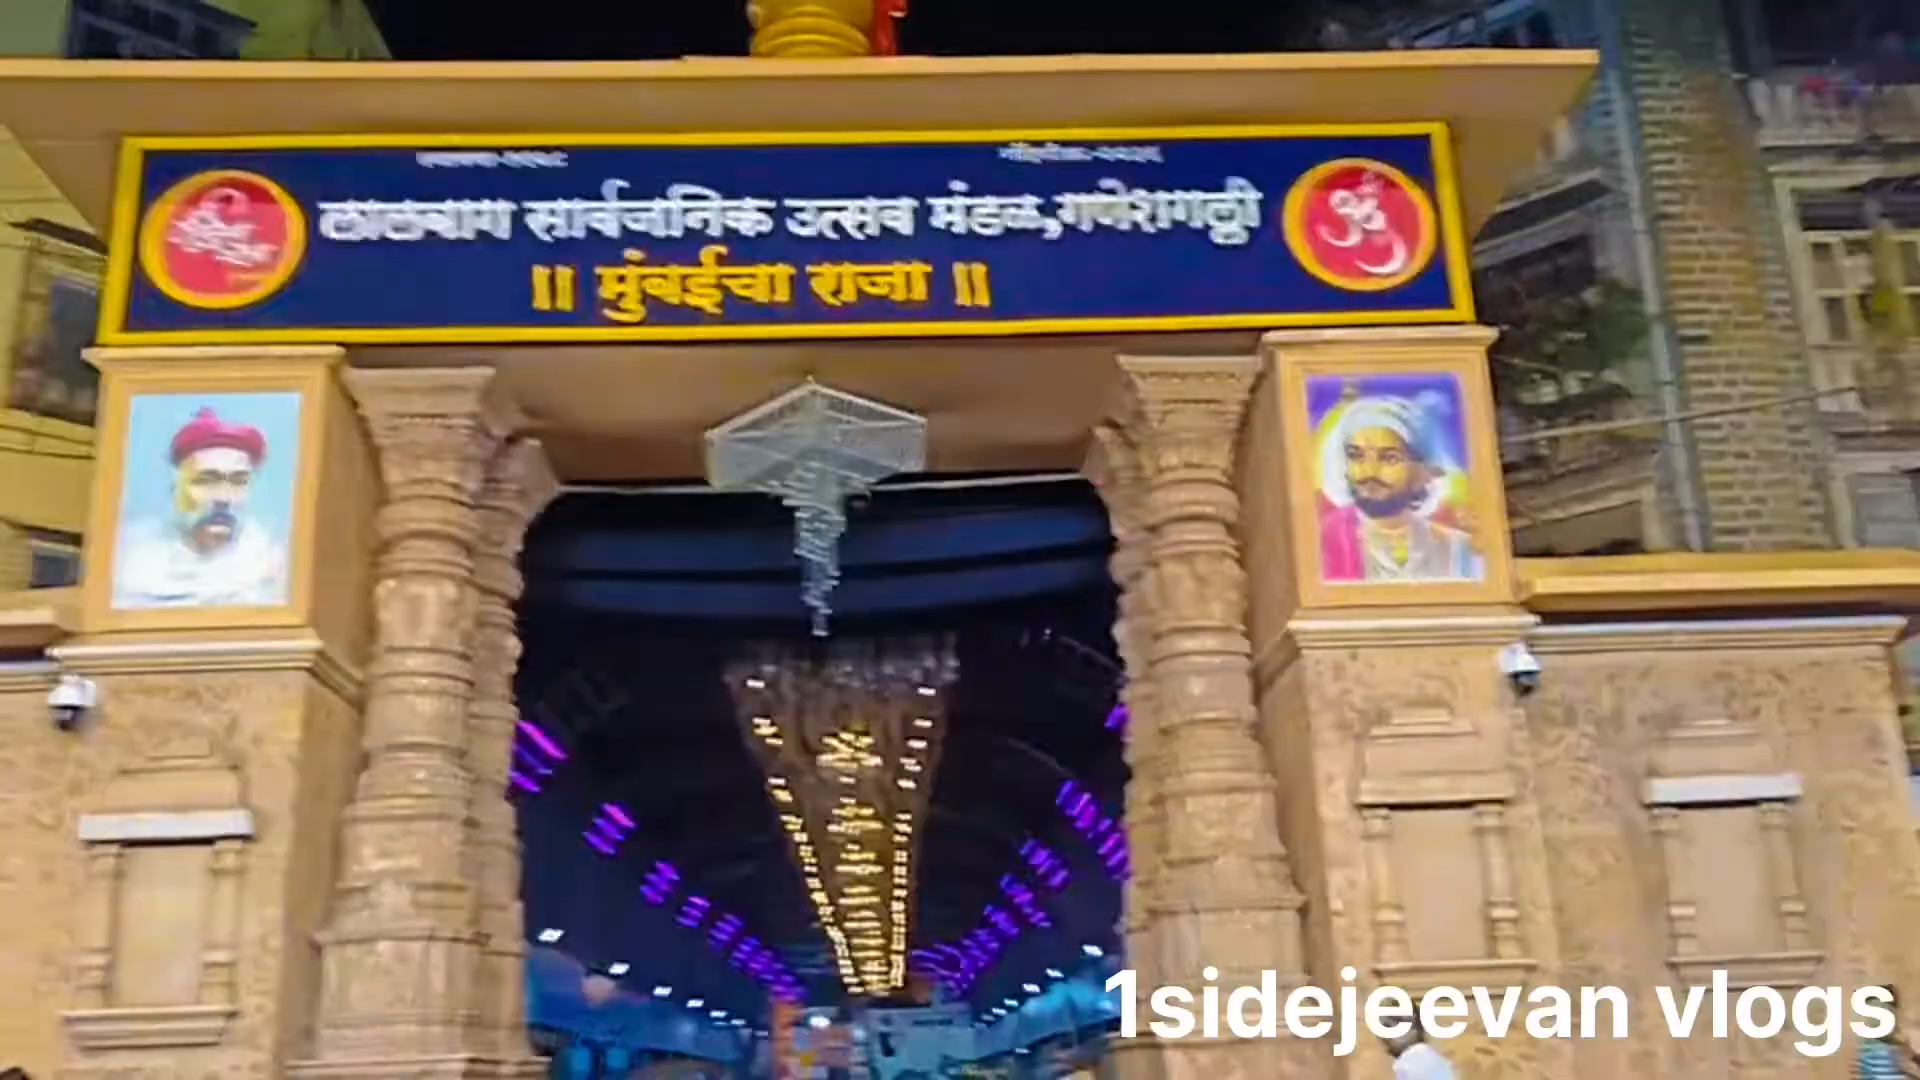 लालबाग सार्वजनिक उत्सव मंडळ,गणेशगल्ली
॥ मुंबईचा राजा ॥
ॐ
1sidejeevan vlogs